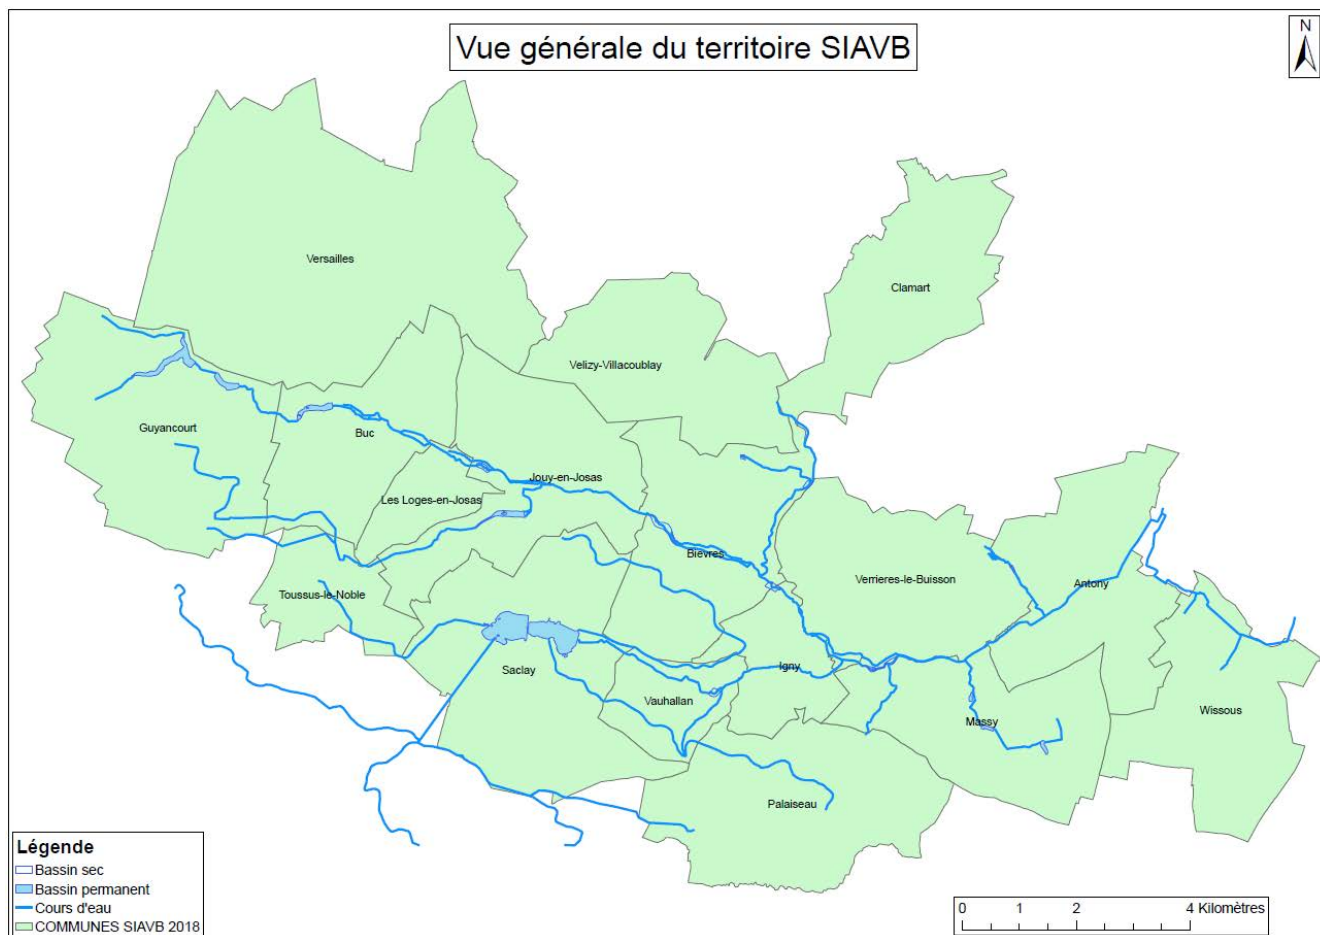 Vue générale du territoire SIAVB
N
Versailles
Clamart
Velizy-Villacoublay
Guyancourt
Buc
Jouy-en-Josas
Les Loges-en-Josas
Bièvres
Verrieres-le-Buisson
Antony
Toussus-le-Noble
Saclay
Igny
Vauhallan
Wissous
Massy
Palaiseau
Légende
Bassin sec
Bassin permanent
Cours d'eau
COMMUNES SIAVB 2018
0 1 2 4 Kilomètres